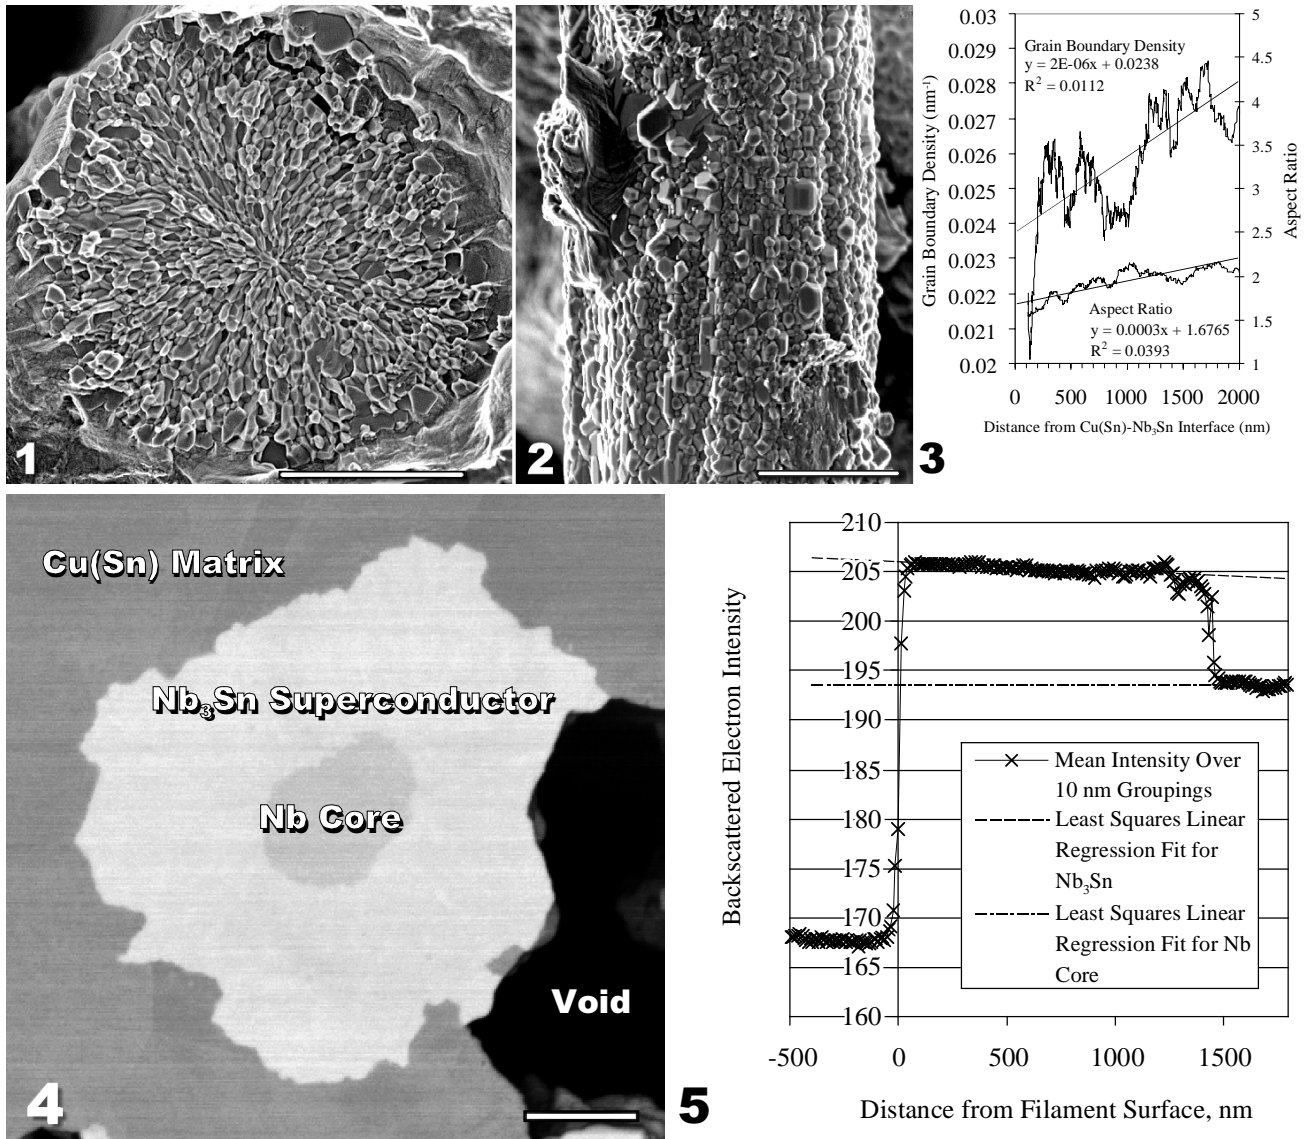 1
2
0.03
0.029
0.028
0.027
0.026
0.025
0.024
0.023
0.022
0.021
0.02
Grain Boundary Density (nm⁻¹)
Grain Boundary Density
y = 2E-06x + 0.0238
R² = 0.0112
Aspect Ratio
y = 0.0003x + 1.6765
R² = 0.0393
5
4.5
4
3.5
3
2.5
2
1.5
1
Aspect Ratio
0 500 1000 1500 2000
Distance from Cu(Sn)-Nb₃Sn Interface (nm)
3
Cu(Sn) Matrix
Nb₃Sn Superconductor
Nb Core
Void
4
210
205
200
195
190
185
180
175
170
165
160
Backscattered Electron Intensity
Mean Intensity Over
10 nm Groupings
Least Squares Linear
Regression Fit for
Nb₃Sn
Least Squares Linear
Regression Fit for Nb
Core
-500 0 500 1000 1500
Distance from Filament Surface, nm
5